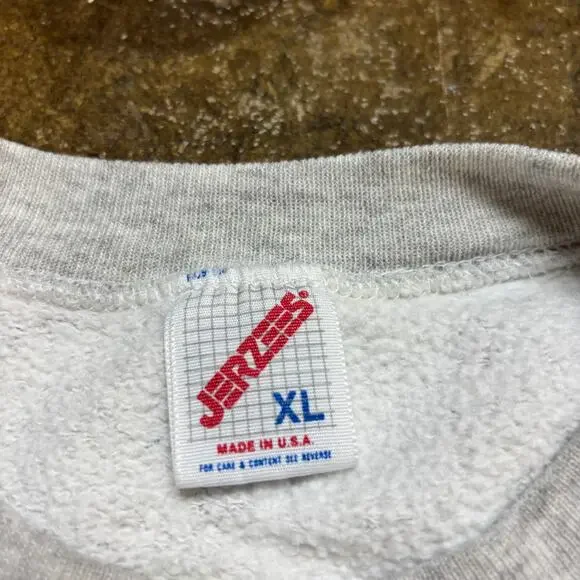 JERZEES
XL
MADE IN U.S.A.
FOR CARE & CONTENT SEE REVERSE